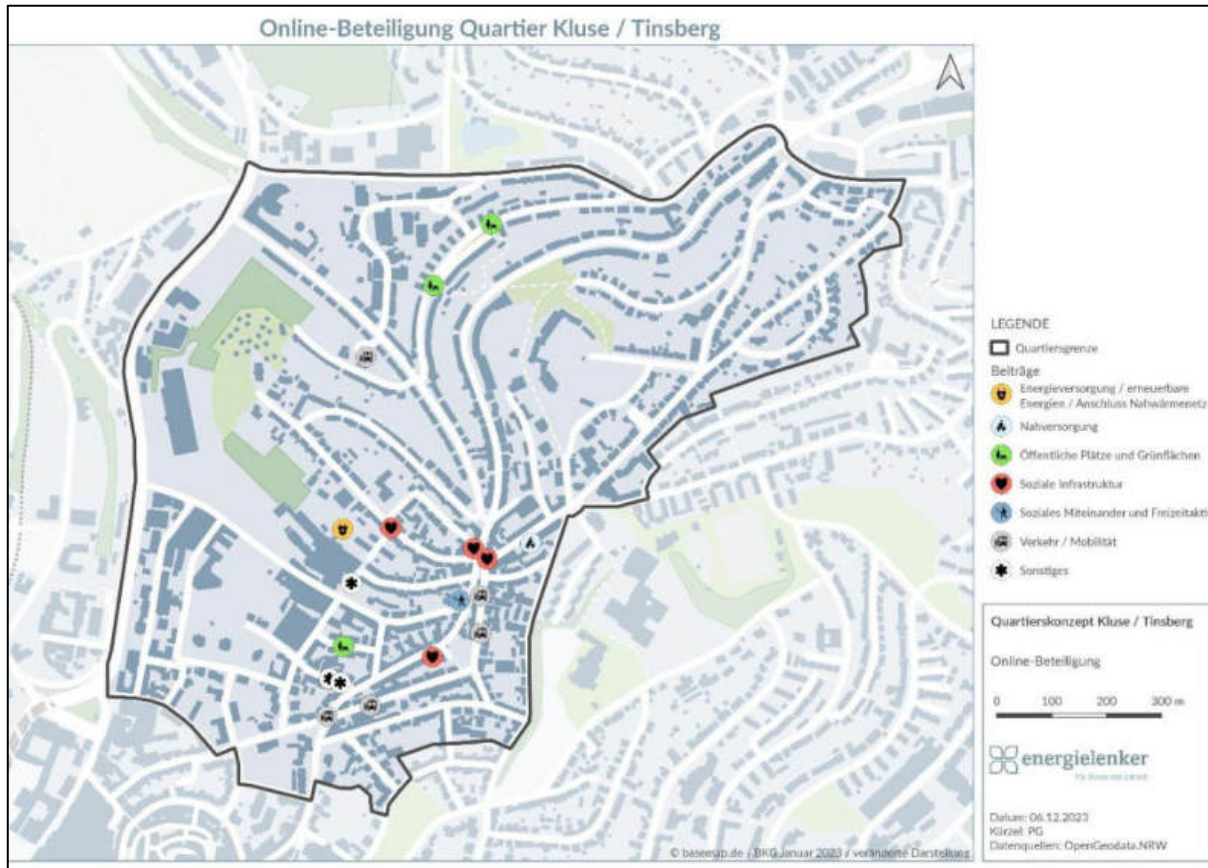 Online-Beteiligung Quartier Kluse / Tinsberg
LEGENDE
Quartiersgrenze
Beiträge
Energieversorgung / erneuerbare
Energien / Anschluss Nahwärmenetz
Nahversorgung
Öffentliche Plätze und Grünflächen
Soziale Infrastruktur
Soziales Miteinander und Freizeitakti
Verkehr / Mobilität
Sonstiges
Quartierskonzept Kluse / Tinsberg
Online-Beteiligung
0 100 200 300 m
energielenker
Datum: 06.12.2023
Kürzel: PG
Datenquellen: OpenGeodata.NRW
© basemap.de / BKG Januar 2023 / veränderte Darstellung